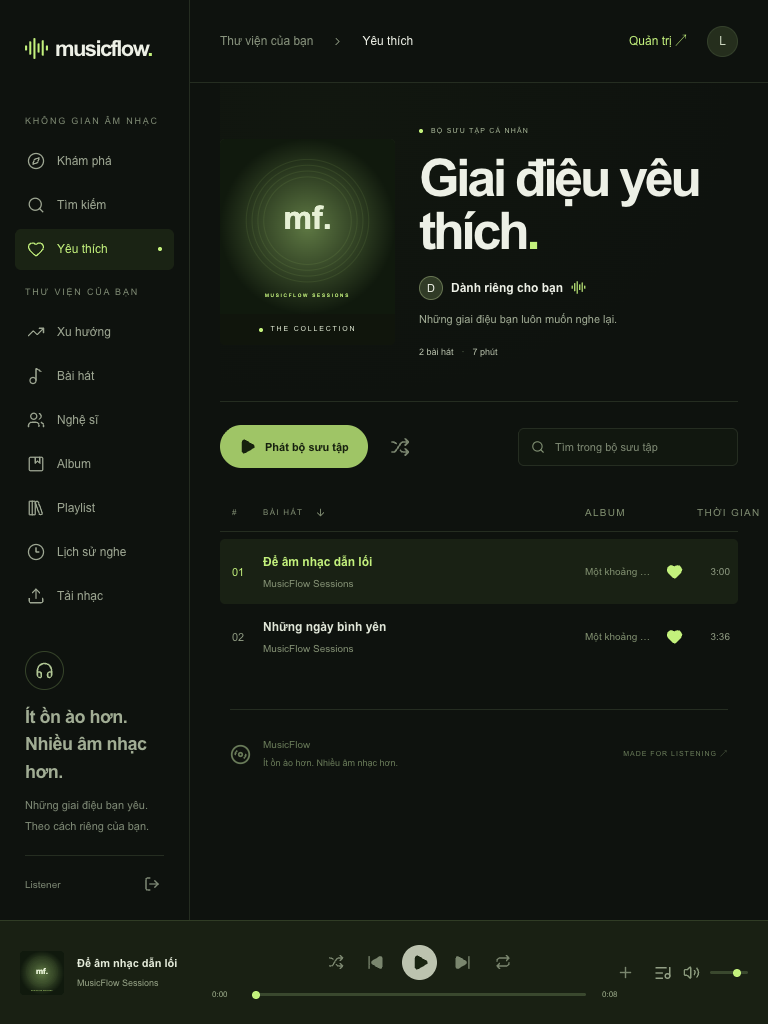 musicflow.
Thư viện của bạn > Yêu thích
Quản trị ↗
L
KHÔNG GIAN ÂM NHẠC
Khám phá
Tìm kiếm
Yêu thích
THƯ VIỆN CỦA BẠN
Xu hướng
Bài hát
Nghệ sĩ
Album
Playlist
Lịch sử nghe
Tải nhạc
Ít ồn ào hơn.
Nhiều âm nhạc
hơn.
Những giai điệu bạn yêu.
Theo cách riêng của bạn.
Listener
mf.
MUSICFLOW SESSIONS
THE COLLECTION
BỘ SƯU TẬP CÁ NHÂN
Giai điệu yêu
thích.
D Dành riêng cho bạn
Những giai điệu bạn luôn muốn nghe lại.
2 bài hát · 7 phút
Phát bộ sưu tập
Tìm trong bộ sưu tập
# BÀI HÁT ↓ ALBUM THỜI GIAN
01 Để âm nhạc dẫn lối Một khoảng ... 3:00
MusicFlow Sessions
02 Những ngày bình yên Một khoảng ... 3:36
MusicFlow Sessions
MusicFlow
Ít ồn ào hơn. Nhiều âm nhạc hơn.
MADE FOR LISTENING ↗
mf.
Để âm nhạc dẫn lối
MusicFlow Sessions
0:00
0:08